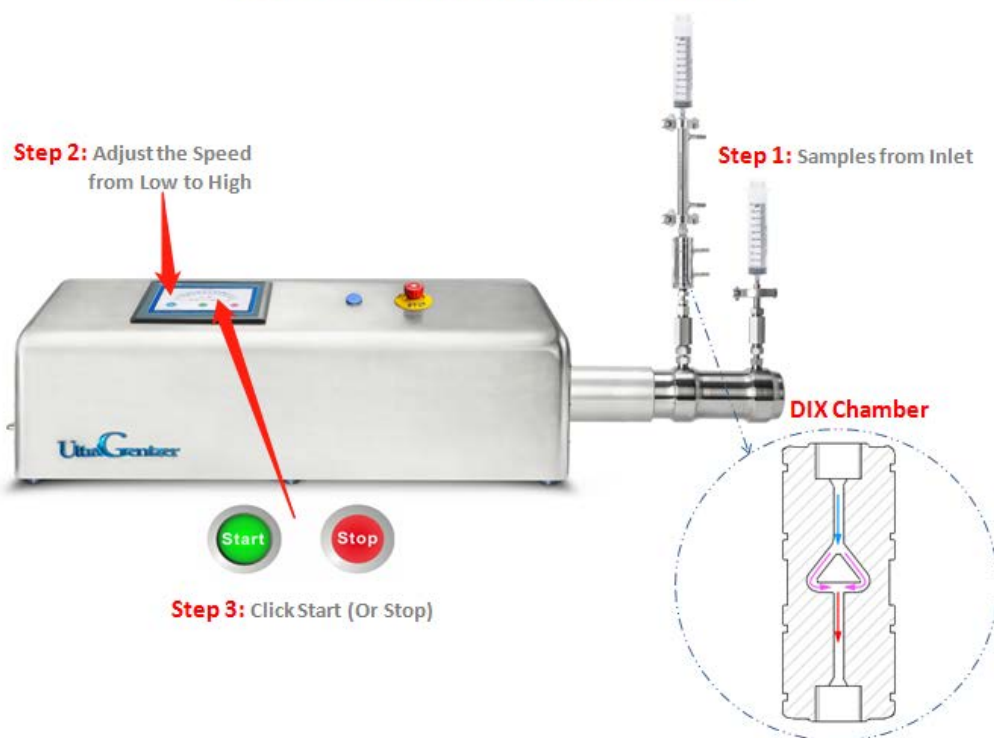 Step 2: Adjust the Speed
from Low to High
Step 1: Samples from Inlet
DIX Chamber
UltraGenizer
Start
Stop
Step 3: Click Start (Or Stop)